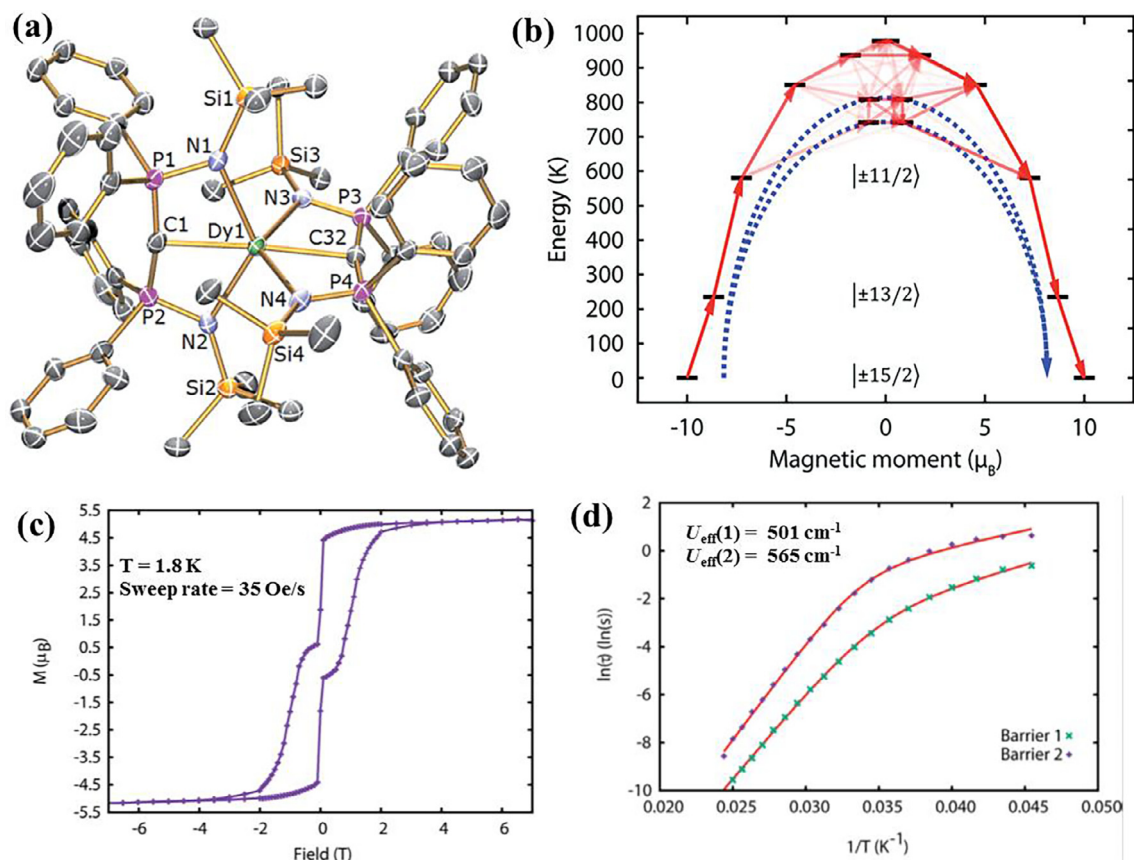 (a)
Si1
N1
Si3
P1
N3
P3
C1
Dy1
C32
P4
P2
N4
N2
Si4
Si2
(b)
1000
900
800
700
600
500
400
300
200
100
0
Energy (K)
|±11/2⟩
|±13/2⟩
|±15/2⟩
-10 -5 0 5 10
Magnetic moment (μB)
(c)
5.5
4.5
3.5
2.5
1.5
0.5
-0.5
-1.5
-2.5
-3.5
-4.5
-5.5
M (μB)
T = 1.8 K
Sweep rate = 35 Oe/s
-6 -4 -2 0 2 4 6
Field (T)
(d)
2
0
-2
-4
-6
-8
-10
ln(τ) (ln(s))
Ueff(1) = 501 cm-1
Ueff(2) = 565 cm-1
Barrier 1
Barrier 2
0.020 0.025 0.030 0.035 0.040 0.045 0.050
1/T (K-1)